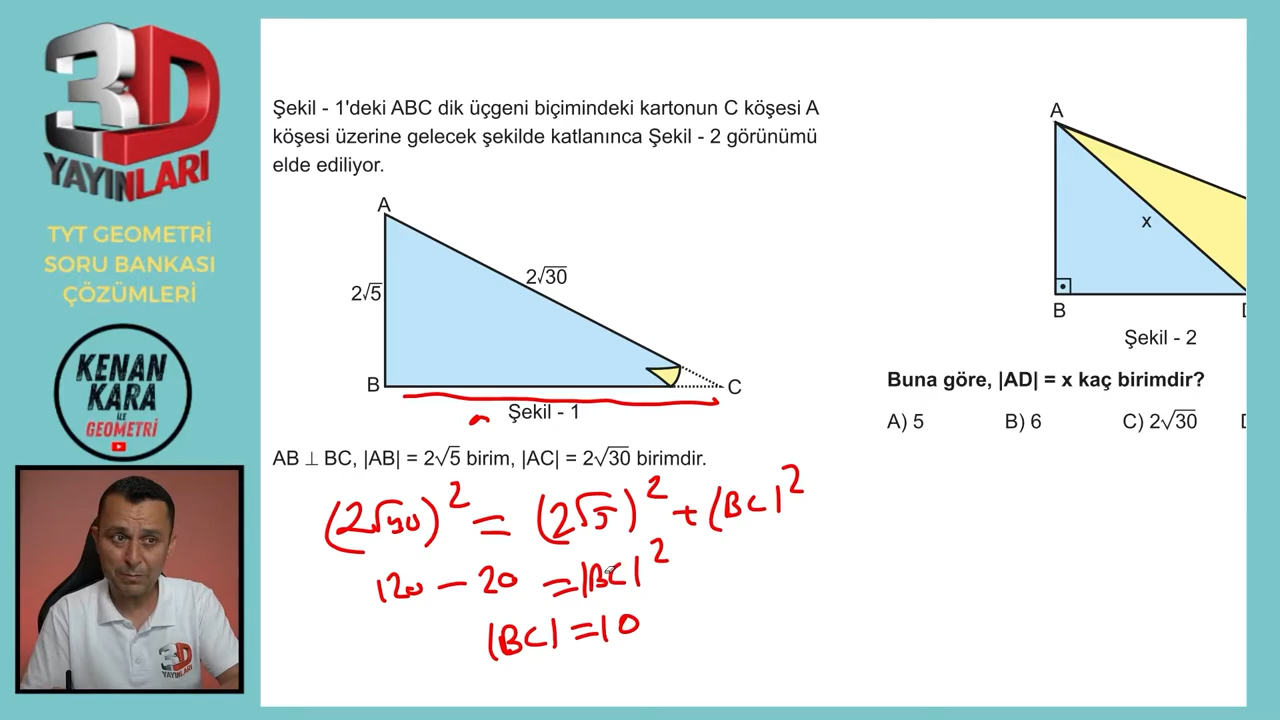 3D
YAYINLARI
TYT GEOMETRİ
SORU BANKASI
ÇÖZÜMLERİ
KENAN
KARA
İLE
GEOMETRİ
3D
YAYINLARI
Şekil - 1'deki ABC dik üçgeni biçimindeki kartonun C köşesi A
köşesi üzerine gelecek şekilde katlanınca Şekil - 2 görünümü
elde ediliyor.
A
2√30
2√5
B
C
Şekil - 1
AB ⊥ BC, |AB| = 2√5 birim, |AC| = 2√30 birimdir.
(2√30)² = (2√5)² + |BC|²
120 − 20 = |BC|²
|BC| = 10
A
x
B
Şekil - 2
Buna göre, |AD| = x kaç birimdir?
A) 5 B) 6 C) 2√30